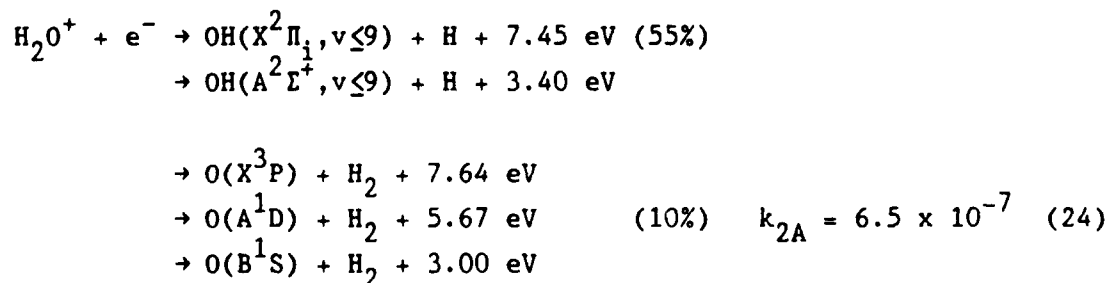 H₂O⁺ + e⁻ → OH(X²Πᵢ,v≤9) + H + 7.45 eV (55%)
→ OH(A²Σ⁺,v≤9) + H + 3.40 eV
→ O(X³P) + H₂ + 7.64 eV
→ O(A¹D) + H₂ + 5.67 eV (10%) k₂A = 6.5 x 10⁻⁷ (24)
→ O(B¹S) + H₂ + 3.00 eV